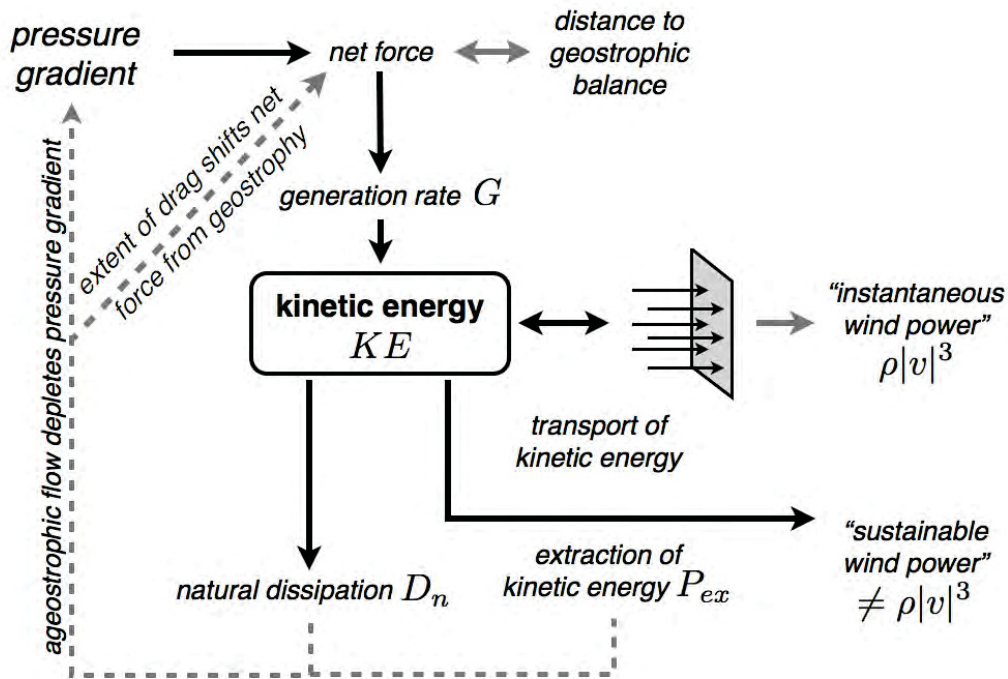 pressure
gradient
net force
distance to
geostrophic
balance
extent of drag shifts net
force from geostrophy
ageostrophic flow depletes pressure gradient
generation rate G
kinetic energy
KE
transport of
kinetic energy
“instantaneous
wind power”
ρ|v|³
natural dissipation Dₙ
extraction of
kinetic energy Pₑₓ
“sustainable
wind power”
≠ ρ|v|³